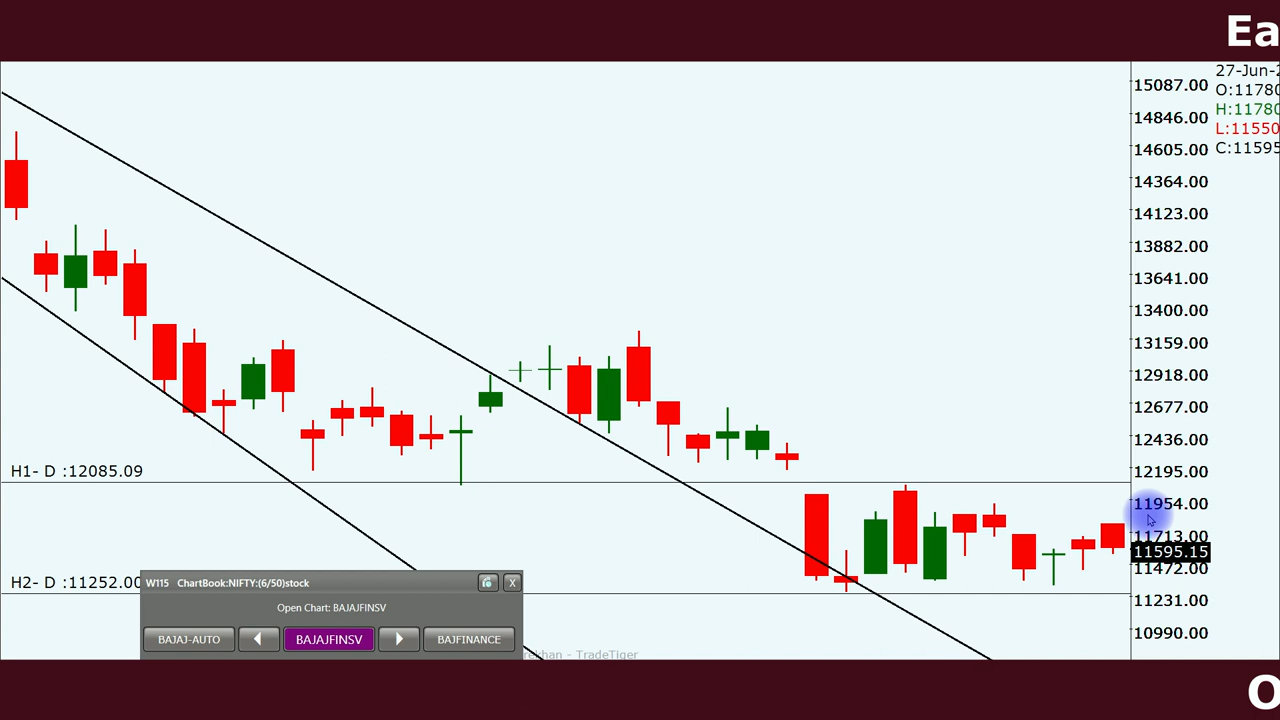 Ea
15087.00
14846.00
14605.00
14364.00
14123.00
13882.00
13641.00
13400.00
13159.00
12918.00
12677.00
12436.00
12195.00
11954.00
11713.00
11595.15
11472.00
11231.00
10990.00
27-Jun-2
O:11780
H:11780
L:11550
C:11595
H1- D :12085.09
H2- D :11252.00
W115 ChartBook:NIFTY:(6/50)stock
X
Open Chart: BAJAJFINSV
BAJAJ-AUTO
BAJAJFINSV
BAJFINANCE
rekhan - TradeTiger
O